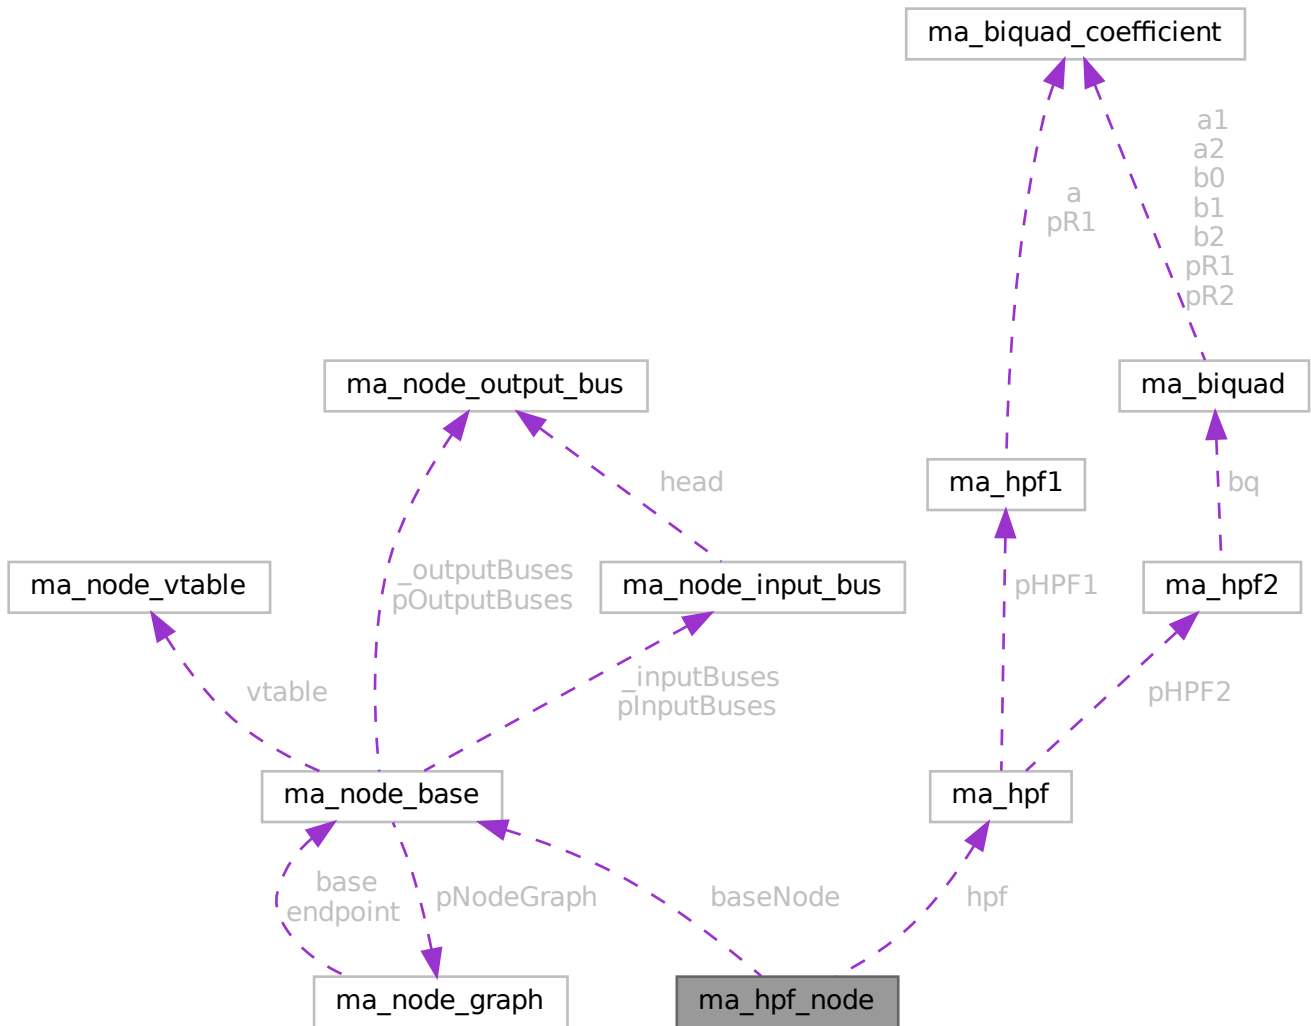 ma_biquad_coefficient
a1
a2
b0
b1
b2
pR1
pR2
a
pR1
ma_node_output_bus
ma_biquad
head
ma_hpf1
bq
_outputBuses
pOutputBuses
ma_node_vtable
ma_node_input_bus
pHPF1
ma_hpf2
vtable
_inputBuses
pInputBuses
pHPF2
ma_node_base
ma_hpf
base
endpoint
pNodeGraph
baseNode
hpf
ma_node_graph
ma_hpf_node